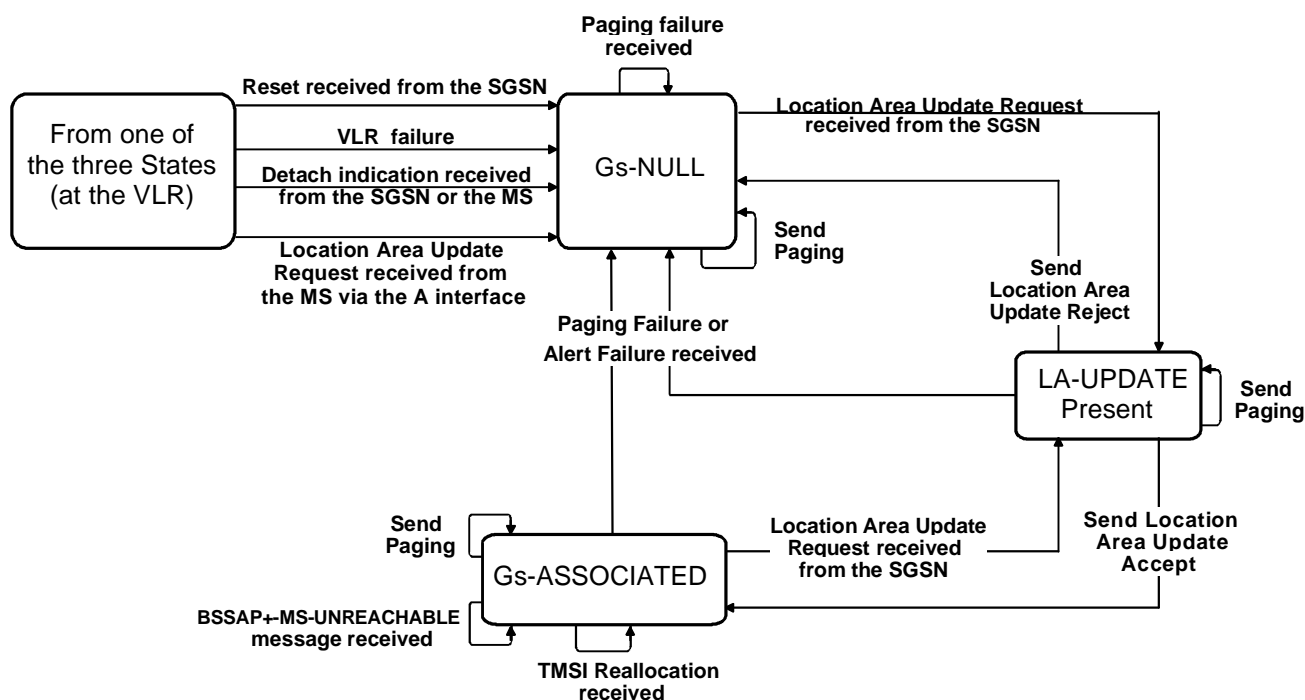 Paging failure
received
Reset received from the SGSN
VLR failure
Detach indication received
from the SGSN or the MS
Location Area Update
Request received from
the MS via the A interface
From one of
the three States
(at the VLR)
Gs-NULL
Location Area Update Request
received from the SGSN
Send
Paging
Send
Location Area
Update Reject
Paging Failure or
Alert Failure received
LA-UPDATE
Present
Send
Paging
Send
Paging
Gs-ASSOCIATED
Location Area Update
Request received
from the SGSN
Send Location
Area Update
Accept
BSSAP+-MS-UNREACHABLE
message received
TMSI Reallocation
received